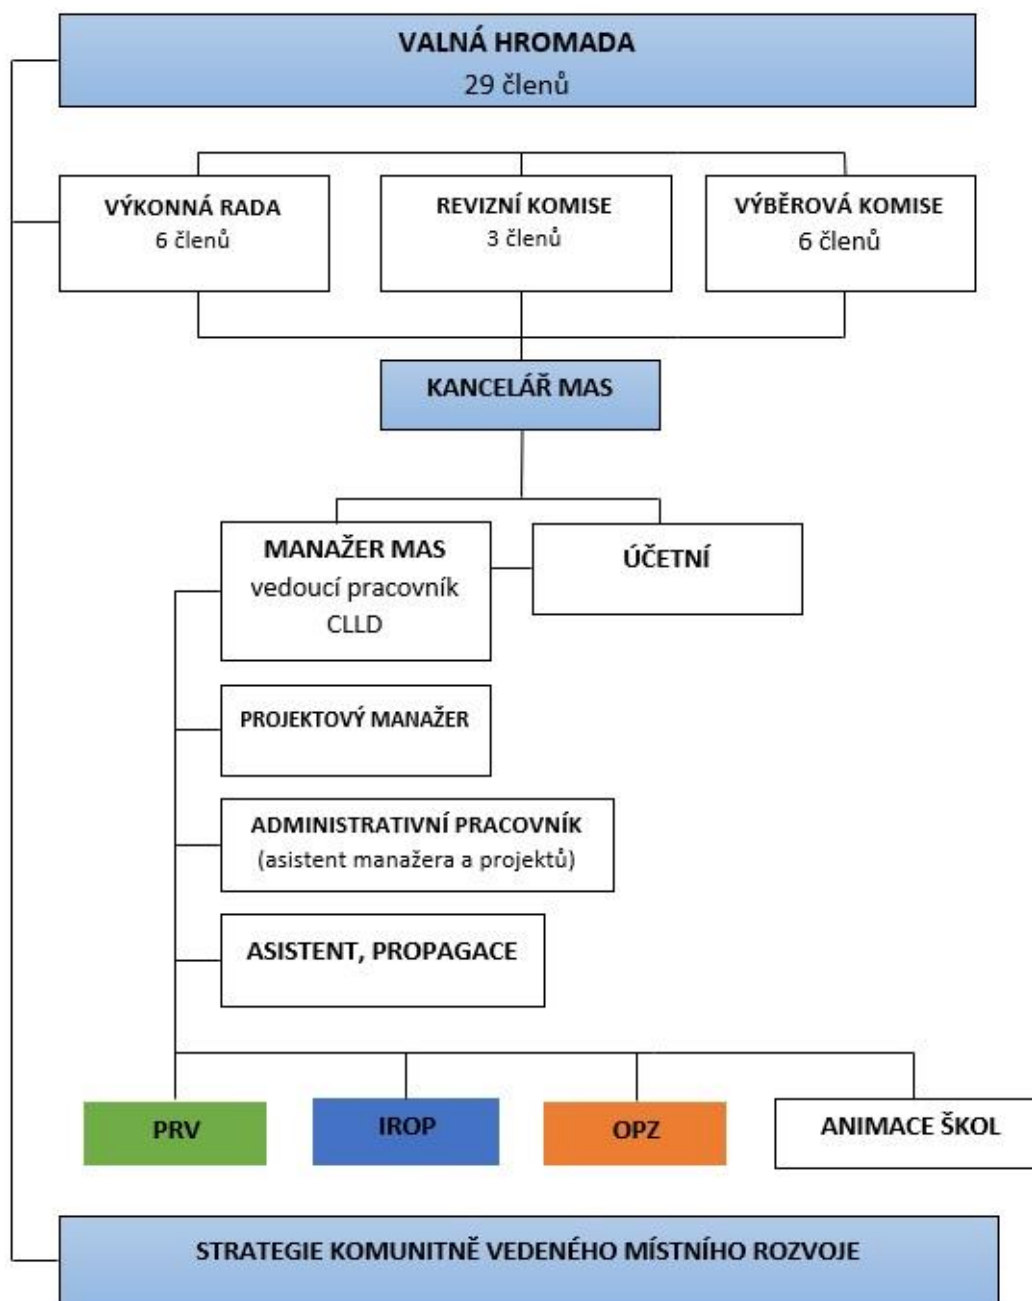 VALNÁ HROMADA
29 členů
VÝKONNÁ RADA
6 členů
REVIZNÍ KOMISE
3 členů
VÝBĚROVÁ KOMISE
6 členů
KANCELÁŘ MAS
MANAŽER MAS
vedoucí pracovník
CLLD
ÚČETNÍ
PROJEKTOVÝ MANAŽER
ADMINISTRATIVNÍ PRACOVNÍK
(asistent manažera a projektů)
ASISTENT, PROPAGACE
PRV
IROP
OPZ
ANIMACE ŠKOL
STRATEGIE KOMUNITNĚ VEDENÉHO MÍSTNÍHO ROZVOJE